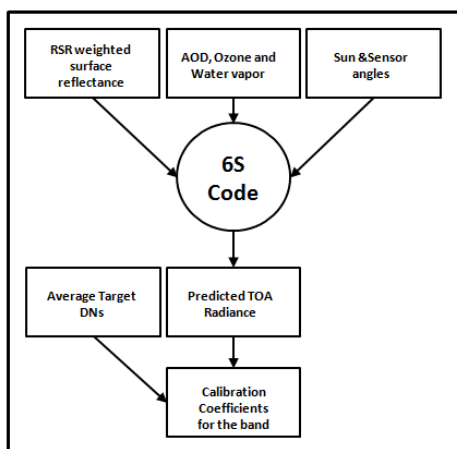 RSR weighted
surface
reflectance
AOD, Ozone and
Water vapor
Sun &Sensor
angles
6S
Code
Average Target
DNs
Predicted TOA
Radiance
Calibration
Coefficients
for the band